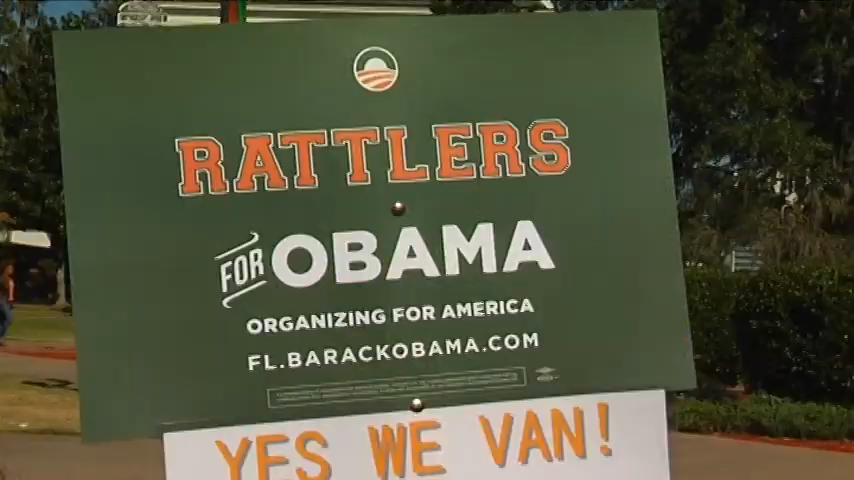 RATTLERS
FOR OBAMA
ORGANIZING FOR AMERICA
FL.BARACKOBAMA.COM
YES WE VAN!